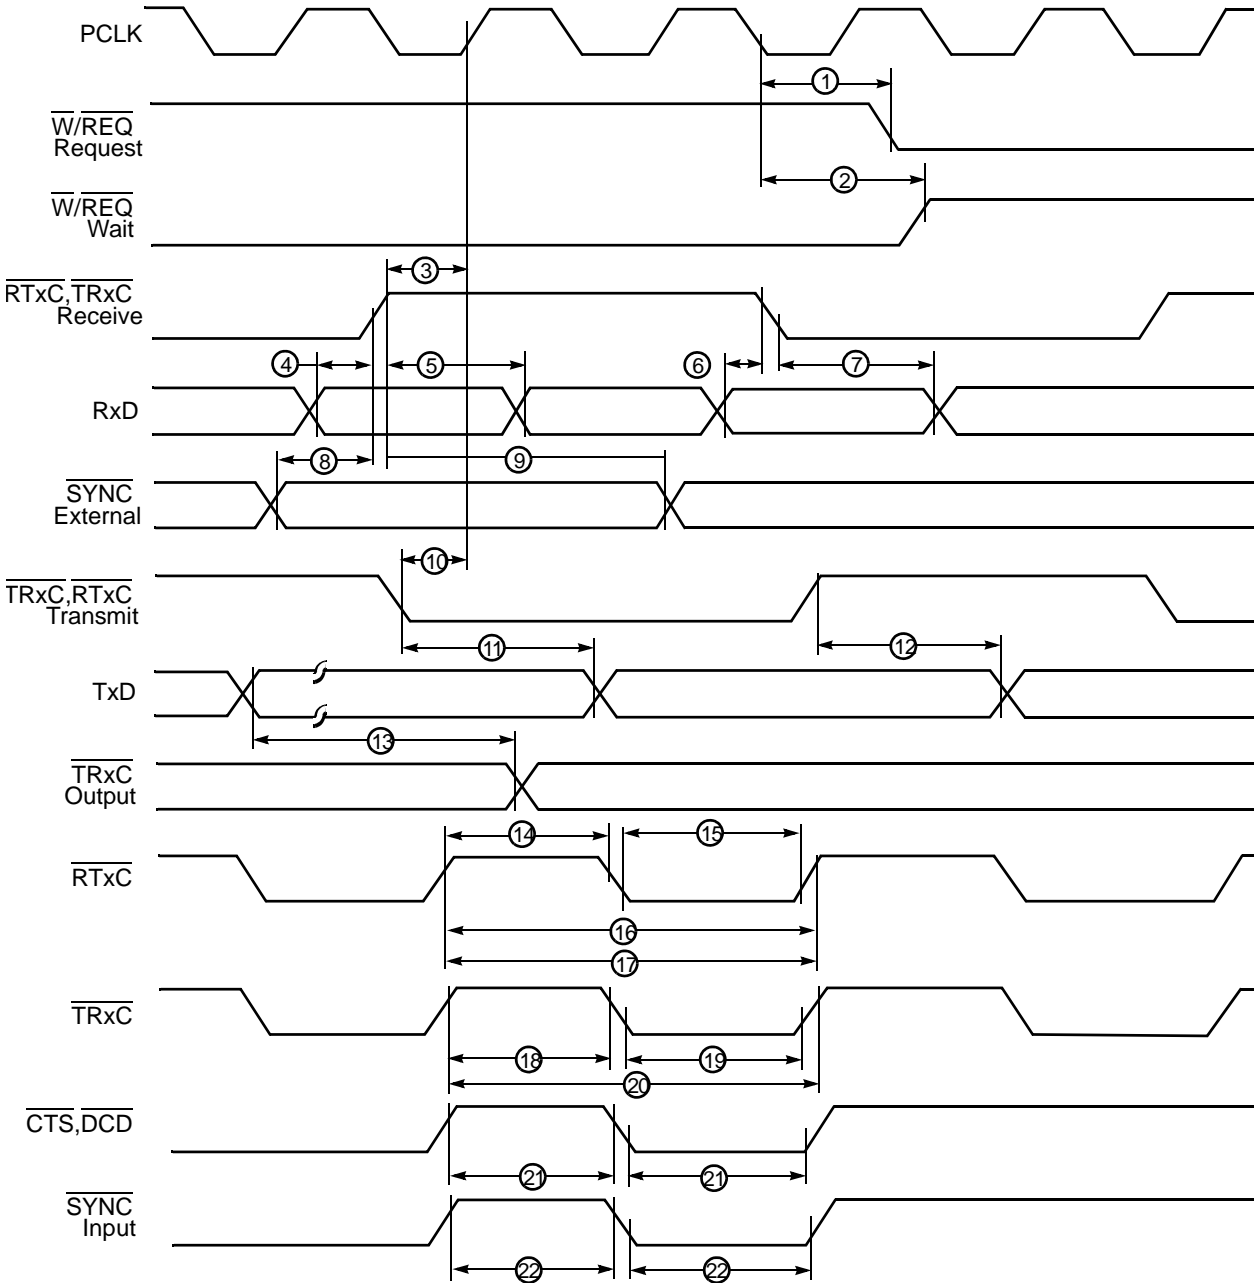 PCLK
1
W/REQ
Request
2
W/REQ
Wait
3
RTxC,TRxC
Receive
4
5
6
7
RxD
8
9
SYNC
External
10
TRxC,RTxC
Transmit
11
12
TxD
13
TRxC
Output
14
15
RTxC
16
17
TRxC
18
19
20
CTS,DCD
21
21
SYNC
Input
22
22